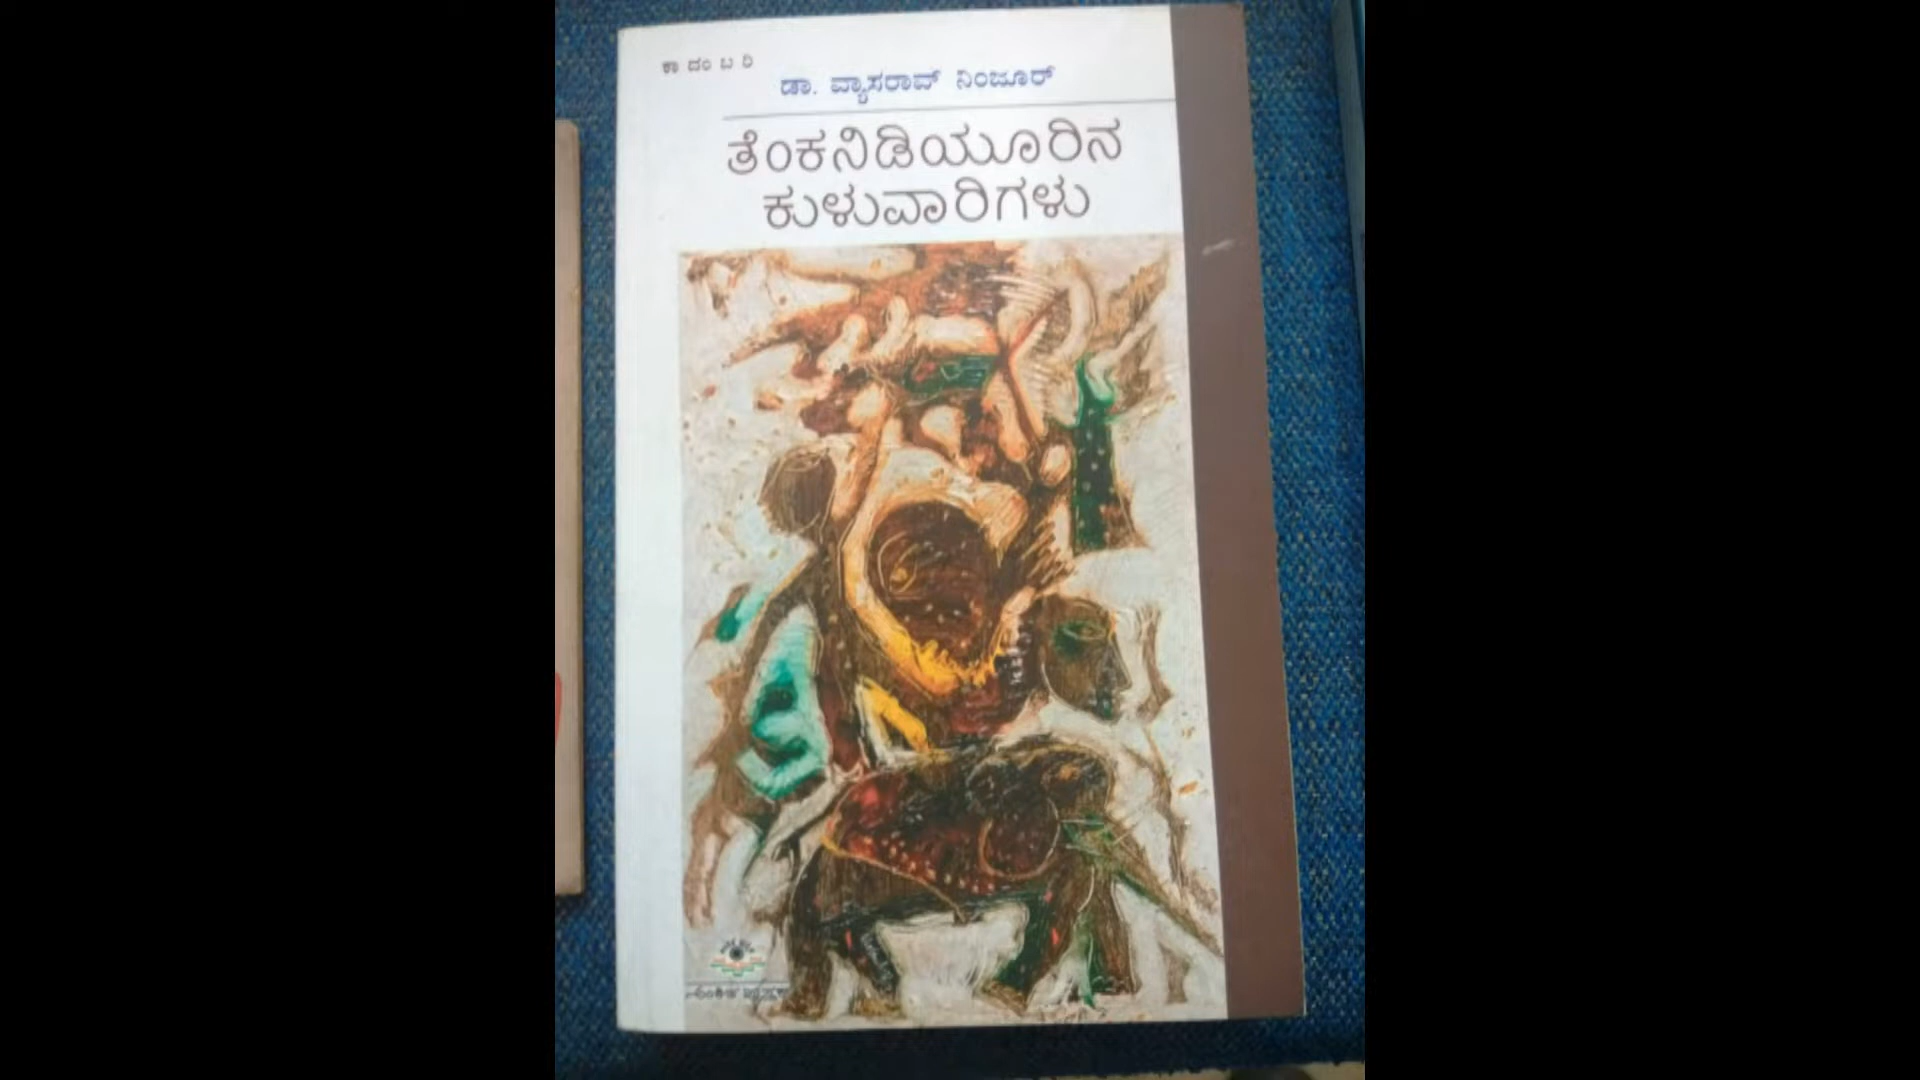 ಕಾದಂಬರಿ
ಡಾ. ವ್ಯಾಸರಾವ್ ನಿಂಜೂರ್
ತೆಂಕನಿಡಿಯೂರಿನ
ಕುಳುವಾರಿಗಳು